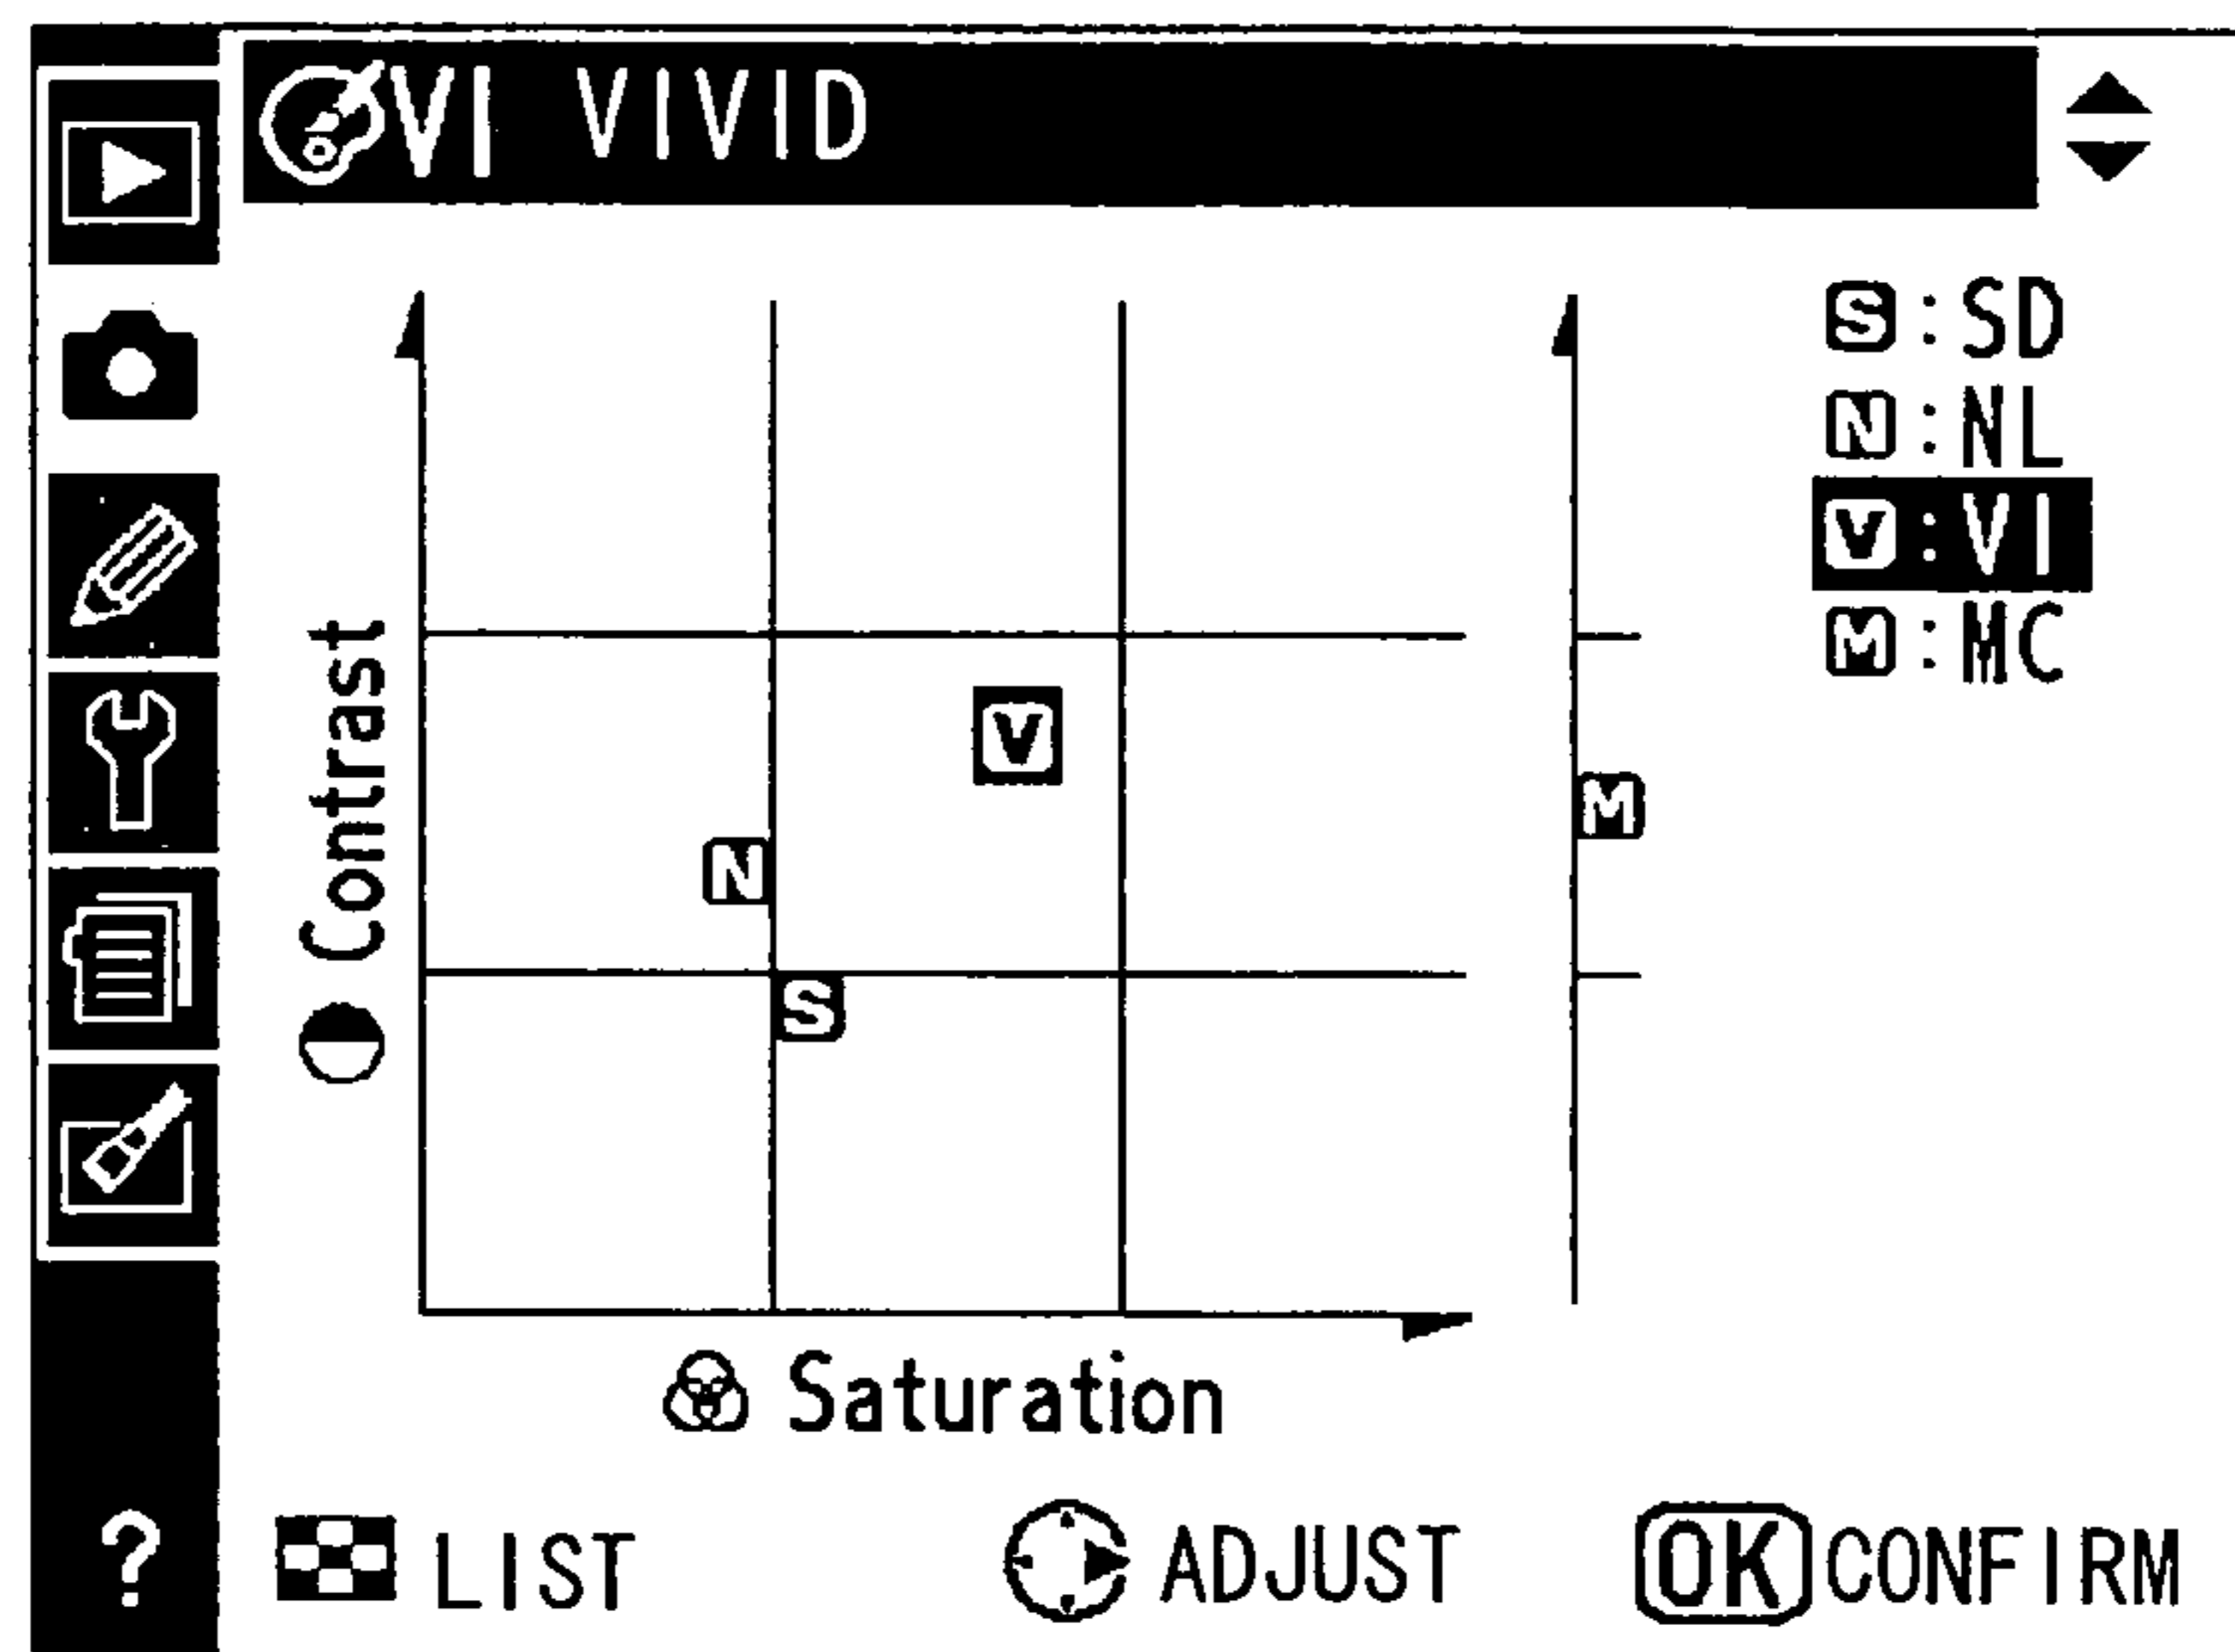 VI VIVID
S:SD
N:NL
V:VI
M:MC
Contrast
V
M
N
S
Saturation
? LIST ADJUST OK CONFIRM